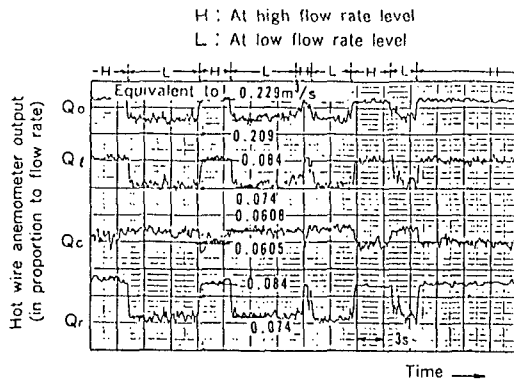 H : At high flow rate level
L : At low flow rate level
H L H L H L H L H
Equivalent to 0.229m³/s
Qo
0.209
Qℓ
0.084
0.074
0.0608
Qc
0.0605
0.084
Qr
0.074
3s
Hot wire anemometer output
(in proportion to flow rate)
Time